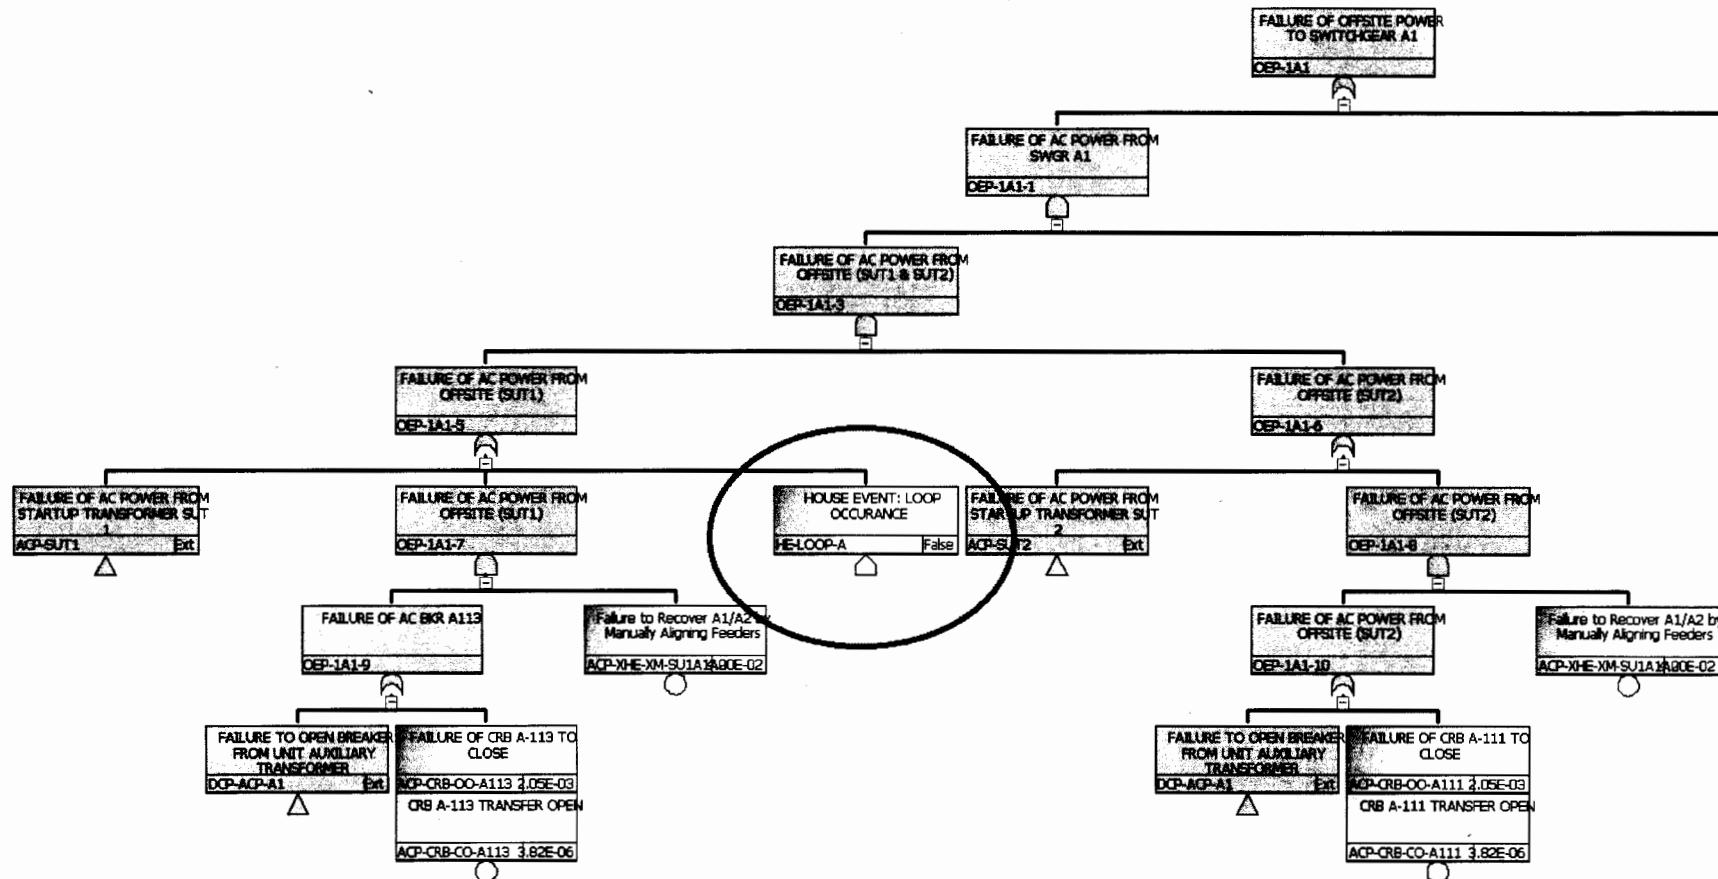 FAILURE OF OFFSITE POWER
TO SWITCHGEAR A1
OEP-1A1
FAILURE OF AC POWER FROM
SWGR A1
OEP-1A1-1
FAILURE OF AC POWER FROM
OFFSITE (SUT1 & SUT2)
OEP-1A1-3
FAILURE OF AC POWER FROM
OFFSITE (SUT1)
OEP-1A1-5
FAILURE OF AC POWER FROM
OFFSITE (SUT2)
OEP-1A1-6
FAILURE OF AC POWER FROM
STARTUP TRANSFORMER SUT
1
ACP-SUT1 Ext
FAILURE OF AC POWER FROM
OFFSITE (SUT1)
OEP-1A1-7
HOUSE EVENT: LOOP
OCCURANCE
HE-LOOP-A False
FAILURE OF AC POWER FROM
STARTUP TRANSFORMER SUT
2
ACP-SUT2 Ext
FAILURE OF AC POWER FROM
OFFSITE (SUT2)
OEP-1A1-8
FAILURE OF AC BKR A113
OEP-1A1-9
Failure to Recover A1/A2 by
Manually Aligning Feeders
FAILURE OF AC POWER FROM
OFFSITE (SUT2)
OEP-1A1-10
Failure to Recover A1/A2 by
Manually Aligning Feeders
FAILURE TO OPEN BREAKER
FROM UNIT AUXILIARY
TRANSFORMER
DCP-ACP-A1 Ext
FAILURE OF CRB A-113 TO
CLOSE
ACP-CRB-OO-A113 2.05E-03
CRB A-113 TRANSFER OPEN
ACP-CRB-CO-A113 3.82E-06
FAILURE TO OPEN BREAKER
FROM UNIT AUXILIARY
TRANSFORMER
DCP-ACP-A1 Ext
FAILURE OF CRB A-111 TO
CLOSE
ACP-CRB-OO-A111 2.05E-03
CRB A-111 TRANSFER OPEN
ACP-CRB-CO-A111 3.82E-06